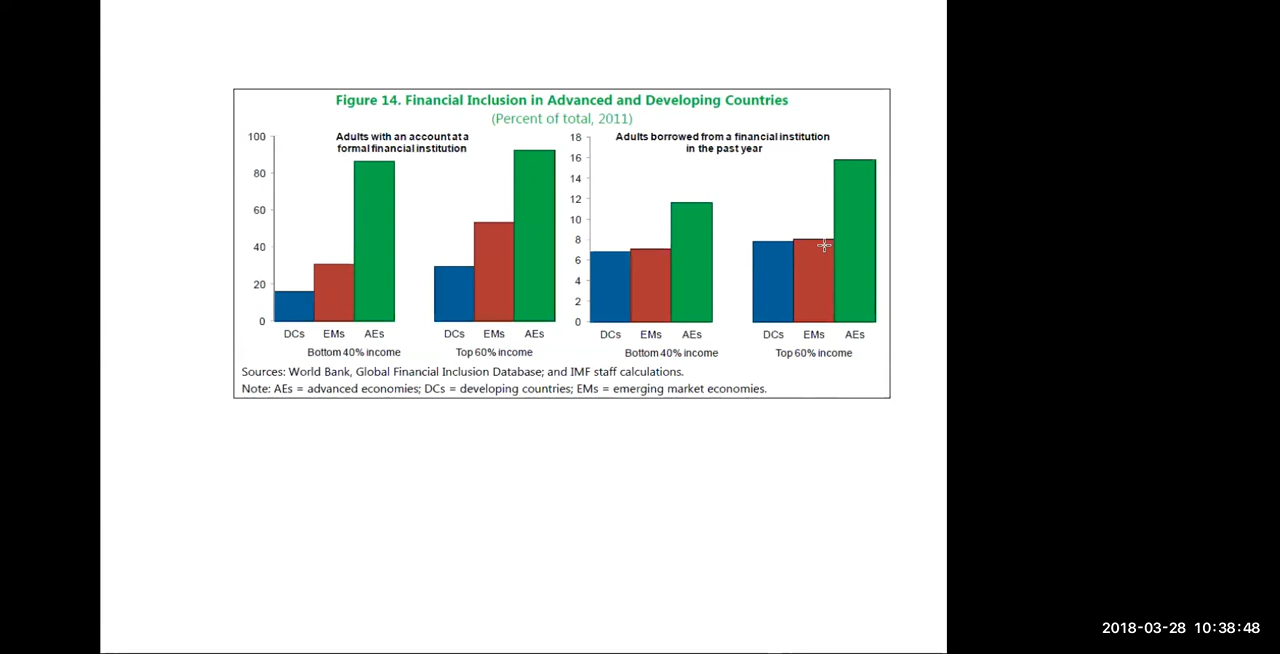 Figure 14. Financial Inclusion in Advanced and Developing Countries
(Percent of total, 2011)
Adults with an account at a
formal financial institution
100
80
60
40
20
0
DCs EMs AEs DCs EMs AEs
Bottom 40% income Top 60% income
Adults borrowed from a financial institution
in the past year
18
16
14
12
10
8
6
4
2
0
DCs EMs AEs DCs EMs AEs
Bottom 40% income Top 60% income
Sources: World Bank, Global Financial Inclusion Database; and IMF staff calculations.
Note: AEs = advanced economies; DCs = developing countries; EMs = emerging market economies.
2018-03-28 10:38:48